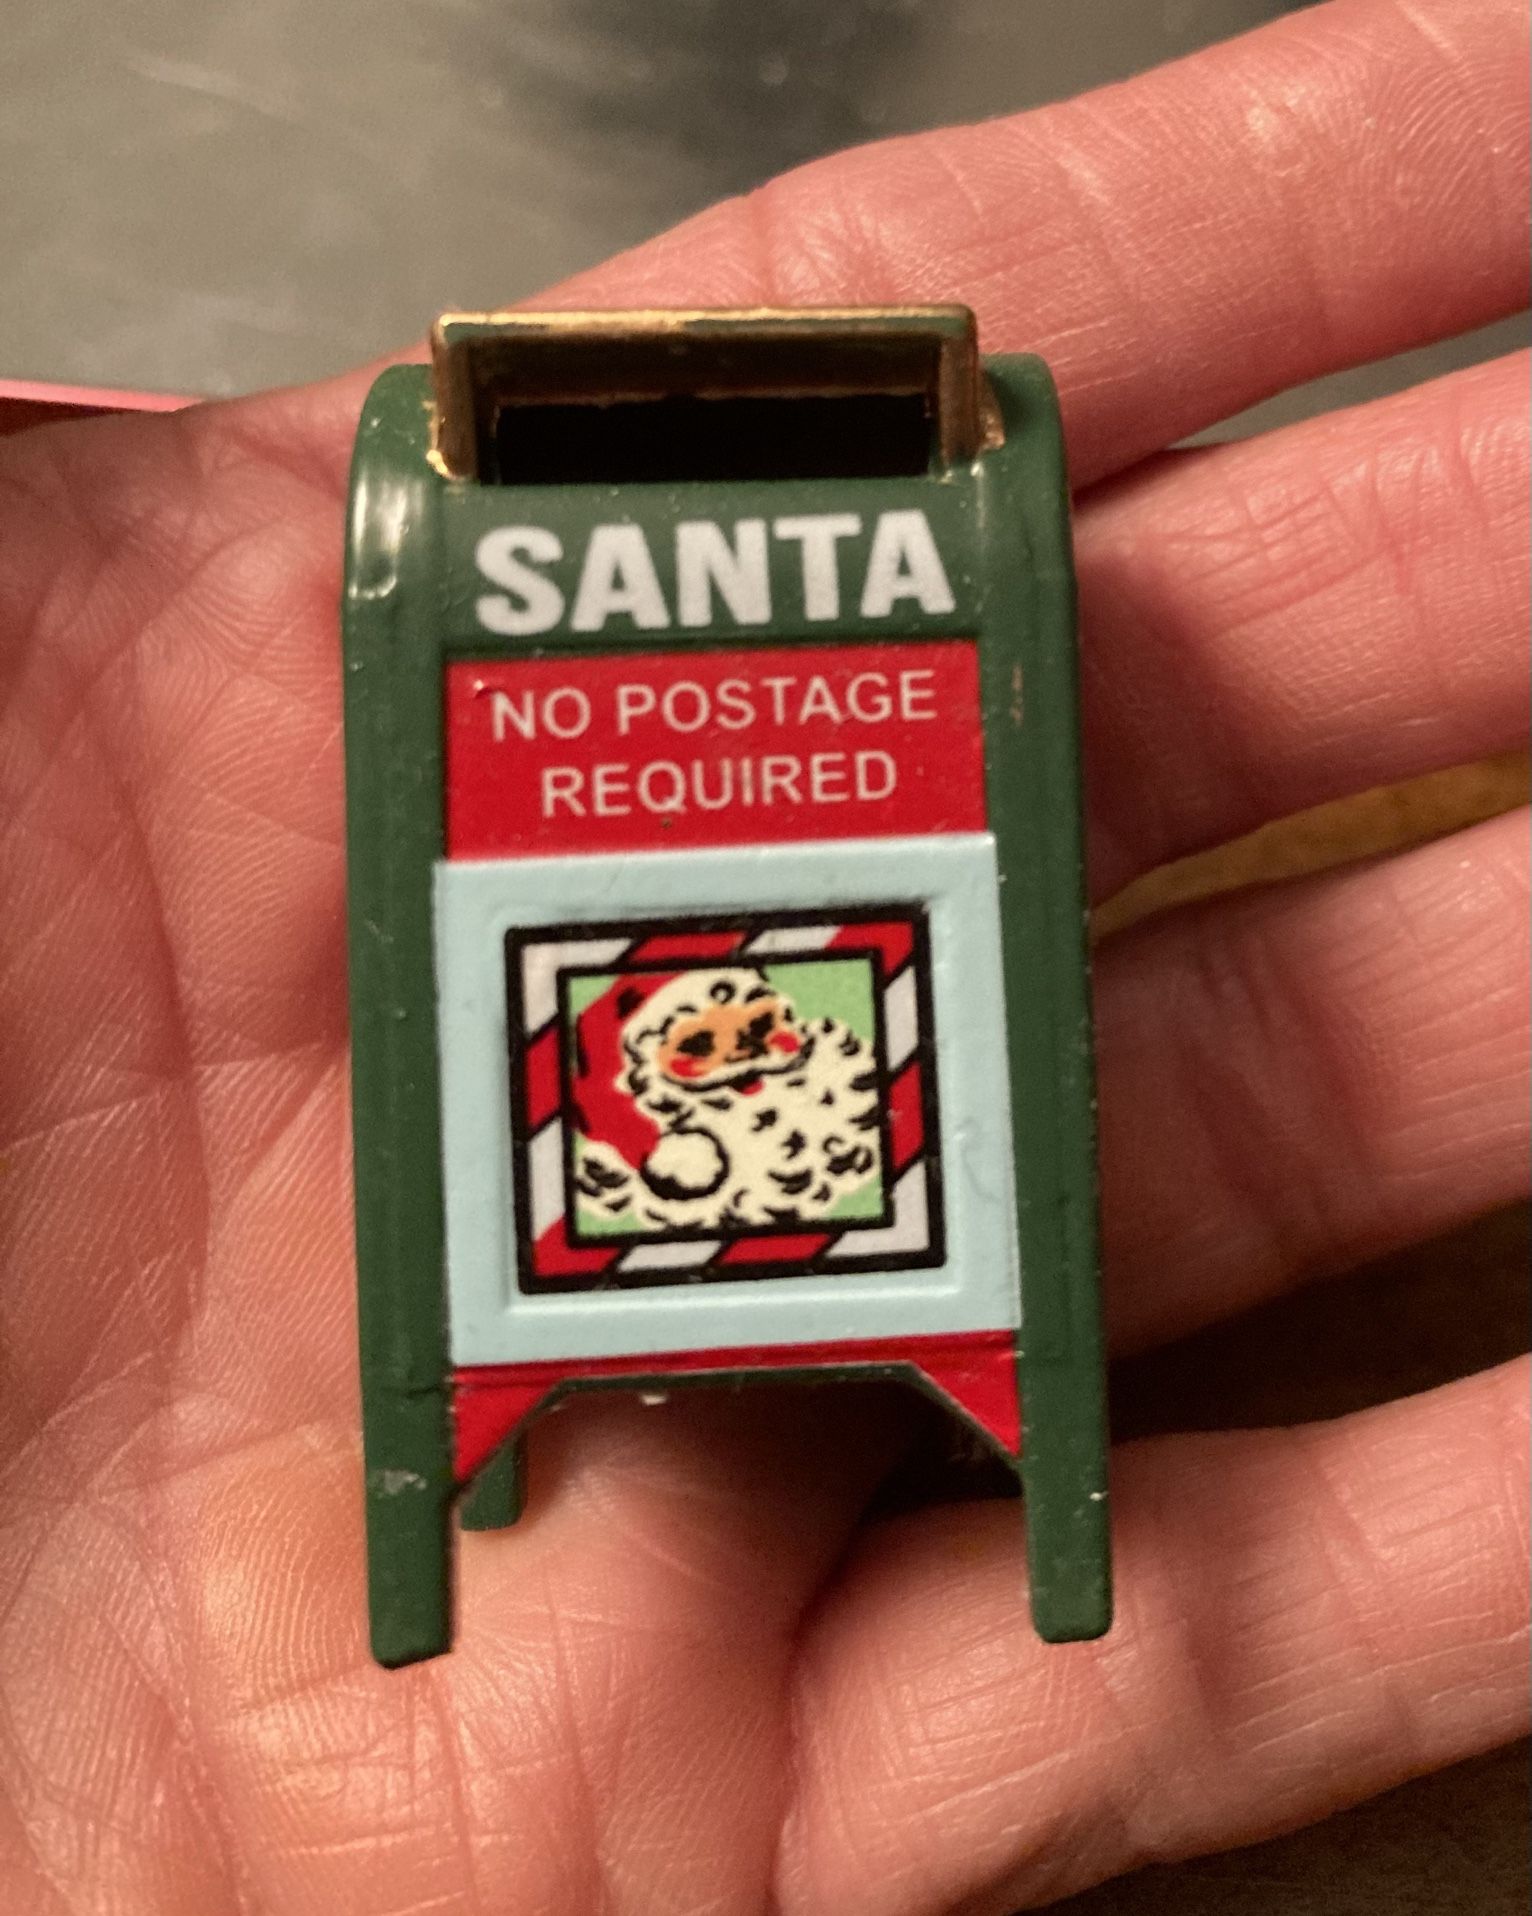 SANTA
NO POSTAGE
REQUIRED